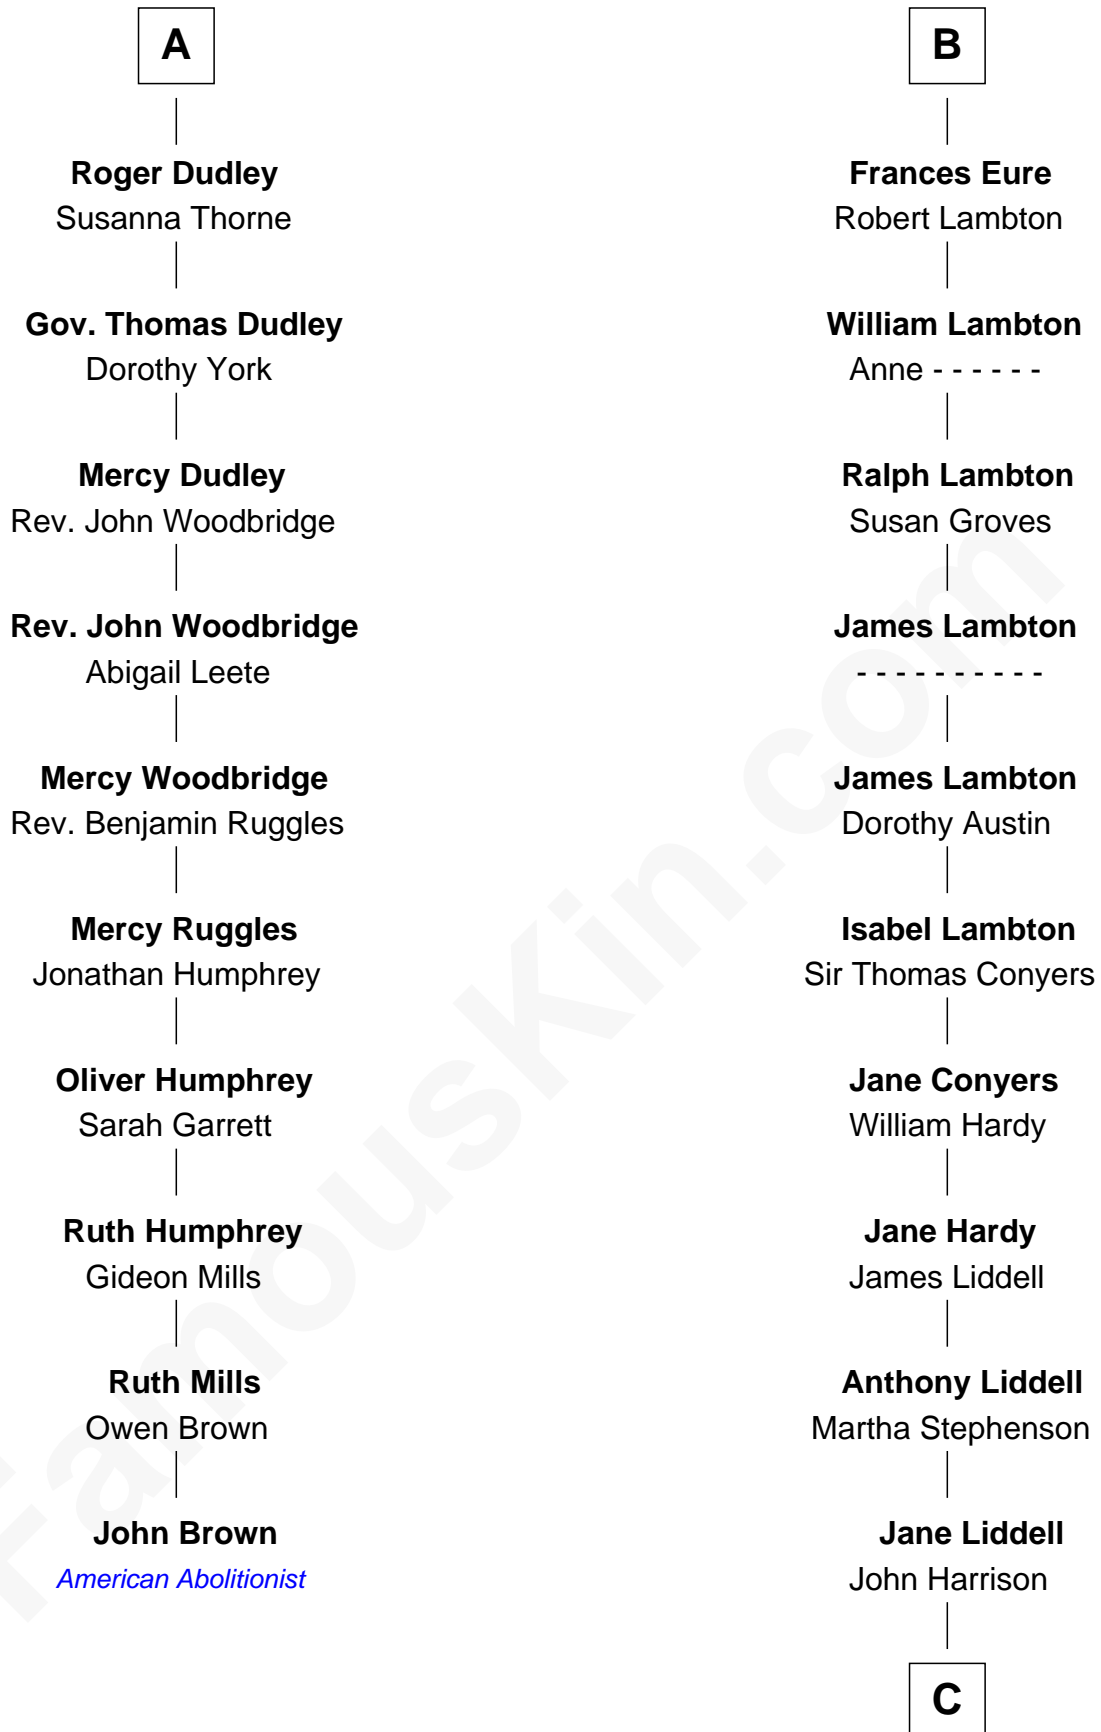 A
Roger Dudley
Susanna Thorne
Gov. Thomas Dudley
Dorothy York
Mercy Dudley
Rev. John Woodbridge
Rev. John Woodbridge
Abigail Leete
Mercy Woodbridge
Rev. Benjamin Ruggles
Mercy Ruggles
Jonathan Humphrey
Oliver Humphrey
Sarah Garrett
Ruth Humphrey
Gideon Mills
Ruth Mills
Owen Brown
John Brown
American Abolitionist
B
Frances Eure
Robert Lambton
William Lambton
Anne - - - - - -
Ralph Lambton
Susan Groves
James Lambton
- - - - - - - - - -
James Lambton
Dorothy Austin
Isabel Lambton
Sir Thomas Conyers
Jane Conyers
William Hardy
Jane Hardy
James Liddell
Anthony Liddell
Martha Stephenson
Jane Liddell
John Harrison
C
FamousKin.com